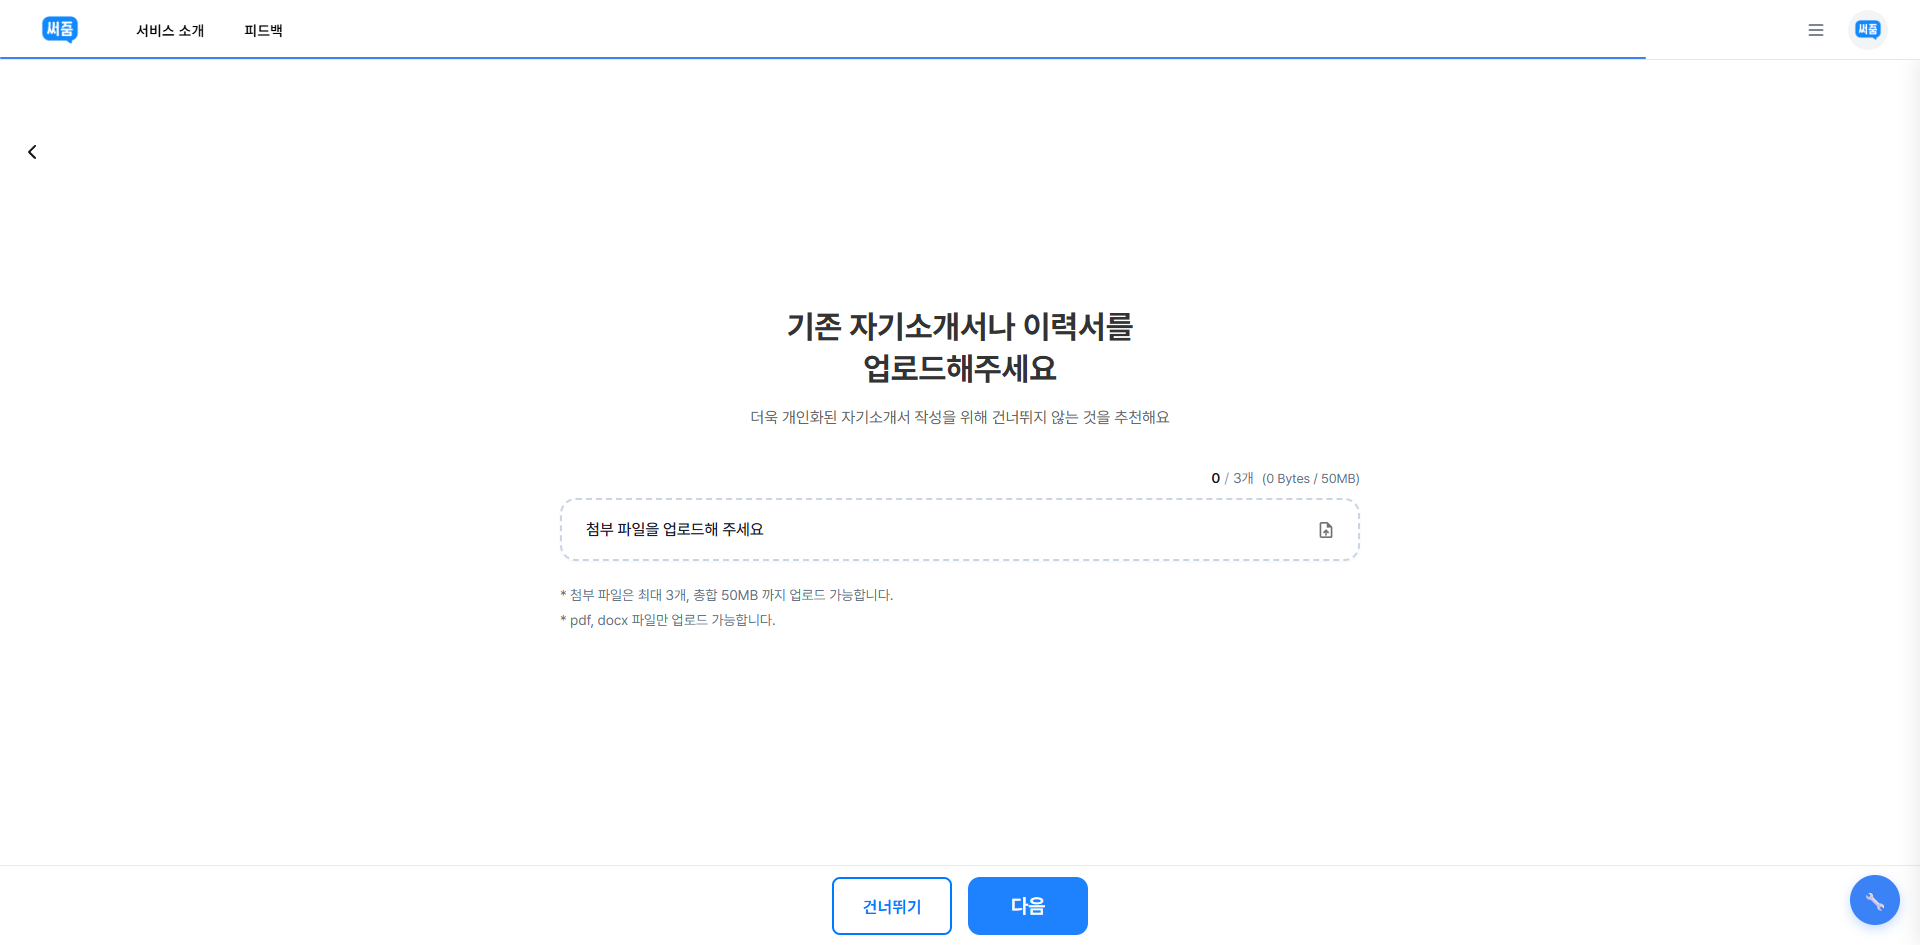 써줌
서비스 소개
피드백
써줌
기존 자기소개서나 이력서를
업로드해주세요
더욱 개인화된 자기소개서 작성을 위해 건너뛰지 않는 것을 추천해요
0 / 3개 (0 Bytes / 50MB)
첨부 파일을 업로드해 주세요
* 첨부 파일은 최대 3개, 총합 50MB 까지 업로드 가능합니다.
* pdf, docx 파일만 업로드 가능합니다.
건너뛰기
다음